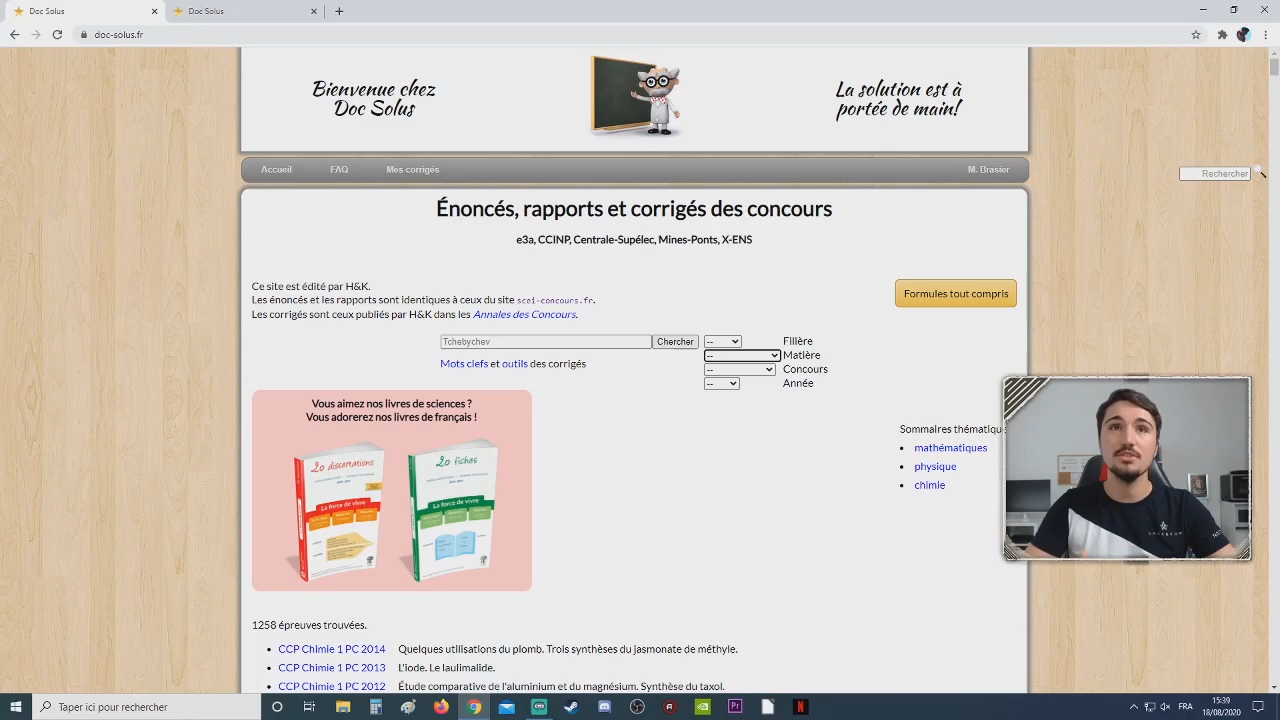 Doc Solus
Doc Solus
doc-solus.fr
Bienvenue chez
Doc Solus
La solution est à
portée de main!
Accueil
FAQ
Mes corrigés
M. Brasier
Rechercher
Énoncés, rapports et corrigés des concours
e3a, CCINP, Centrale-Supélec, Mines-Ponts, X-ENS
Ce site est édité par H&K.
Les énoncés et les rapports sont identiques à ceux du site scei-concours.fr.
Les corrigés sont ceux publiés par H&K dans les Annales des Concours.
Formules tout compris
Tchebychev
Chercher
-- Filière
-- Matière
-- Concours
-- Année
Mots clefs et outils des corrigés
Vous aimez nos livres de sciences ?
Vous adorerez nos livres de français !
20 dissertations
La force de vivre
20 fiches
La force de vivre
Sommaires thématiqu
• mathématiques
• physique
• chimie
1258 épreuves trouvées.
• CCP Chimie 1 PC 2014 Quelques utilisations du plomb. Trois synthèses du jasmonate de méthyle.
• CCP Chimie 1 PC 2013 L'iode. Le laulimalide.
• CCP Chimie 1 PC 2012 Étude comparative de l'aluminium et du magnésium. Synthèse du taxol.
Taper ici pour rechercher
FRA
15:39
18/08/2020